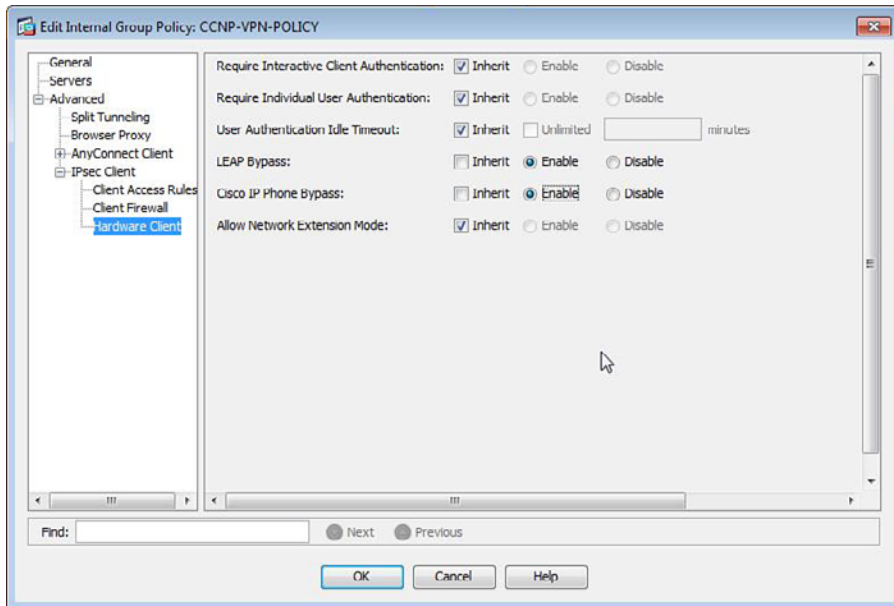 Edit Internal Group Policy: CCNP-VPN-POLICY
General
Servers
Advanced
Split Tunneling
Browser Proxy
AnyConnect Client
IPsec Client
Client Access Rules
Client Firewall
Hardware Client
Require Interactive Client Authentication: Inherit Enable Disable
Require Individual User Authentication: Inherit Enable Disable
User Authentication Idle Timeout: Inherit Unlimited minutes
LEAP Bypass: Inherit Enable Disable
Cisco IP Phone Bypass: Inherit Enable Disable
Allow Network Extension Mode: Inherit Enable Disable
Find: Next Previous
OK Cancel Help